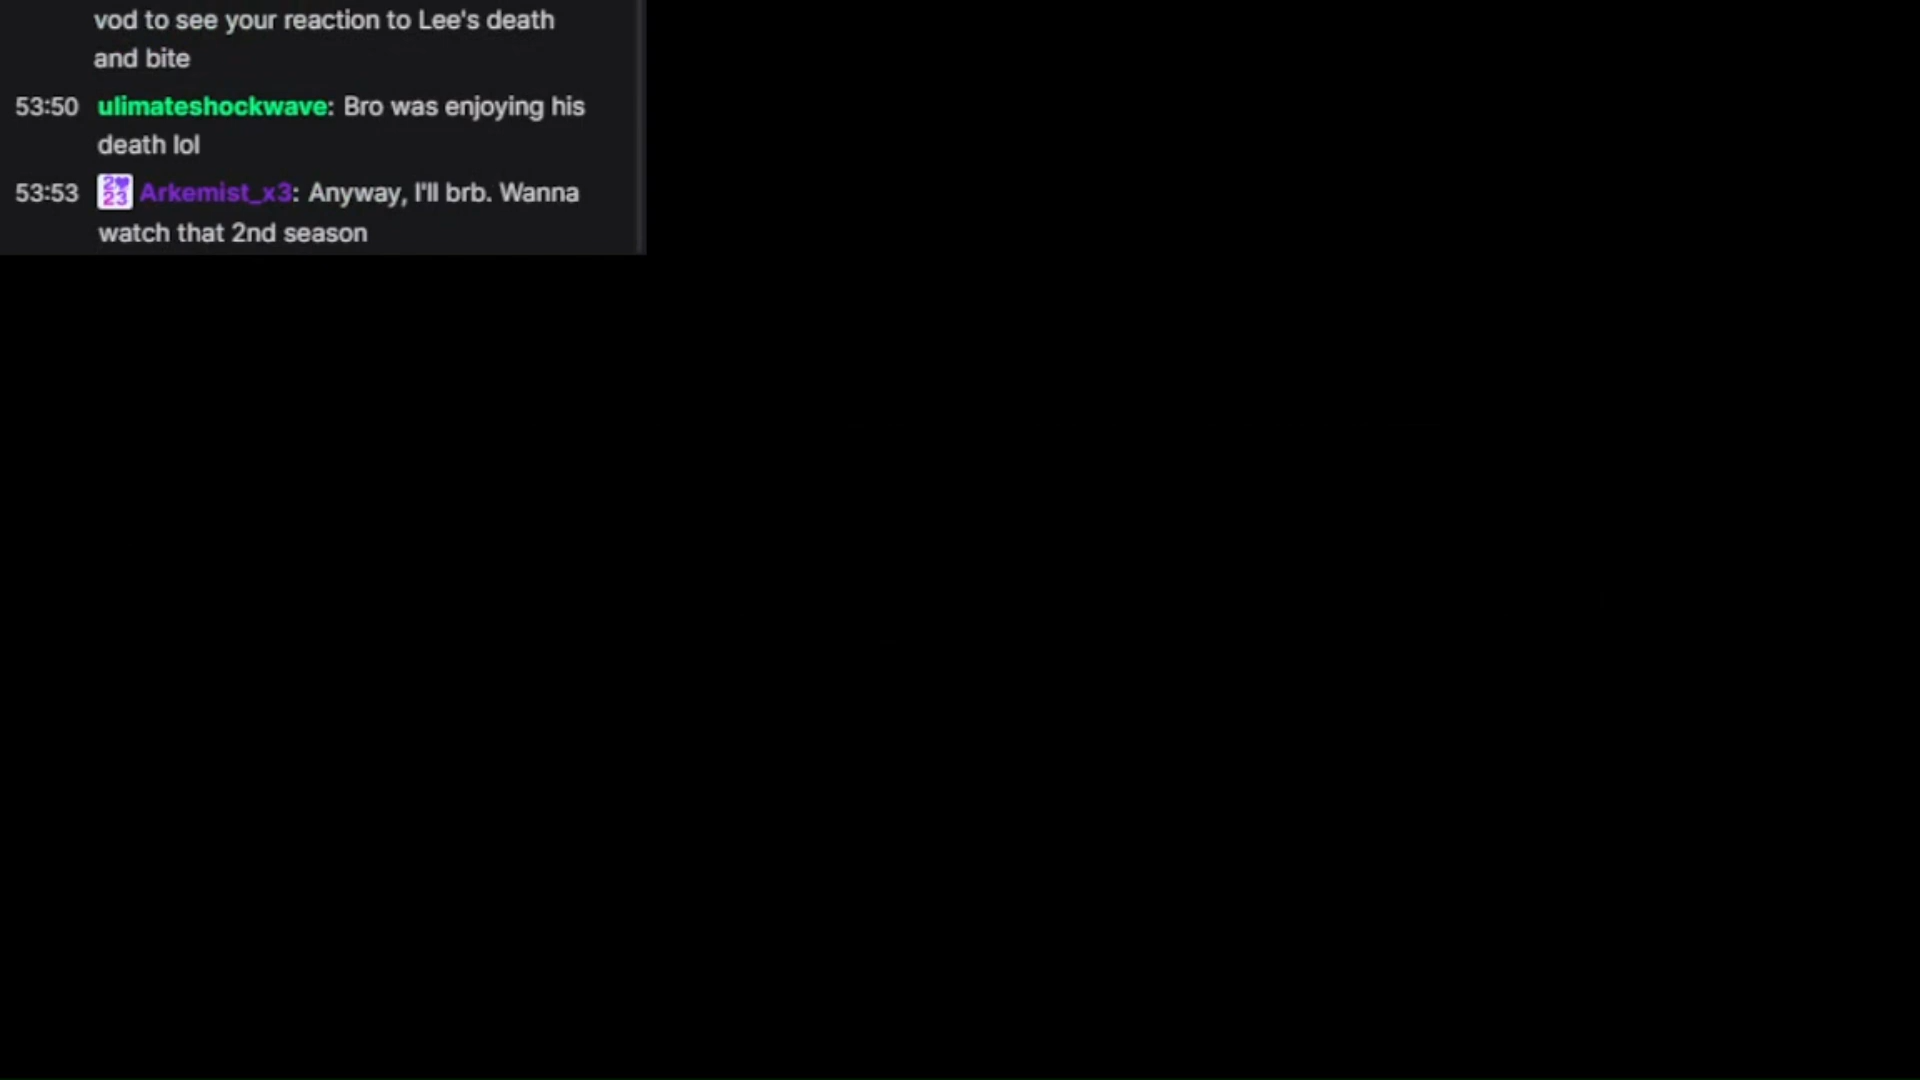 vod to see your reaction to Lee's death
and bite
53:50 ulimateshockwave: Bro was enjoying his
death lol
53:53 2023 Arkemist_x3: Anyway, I'll brb. Wanna
watch that 2nd season